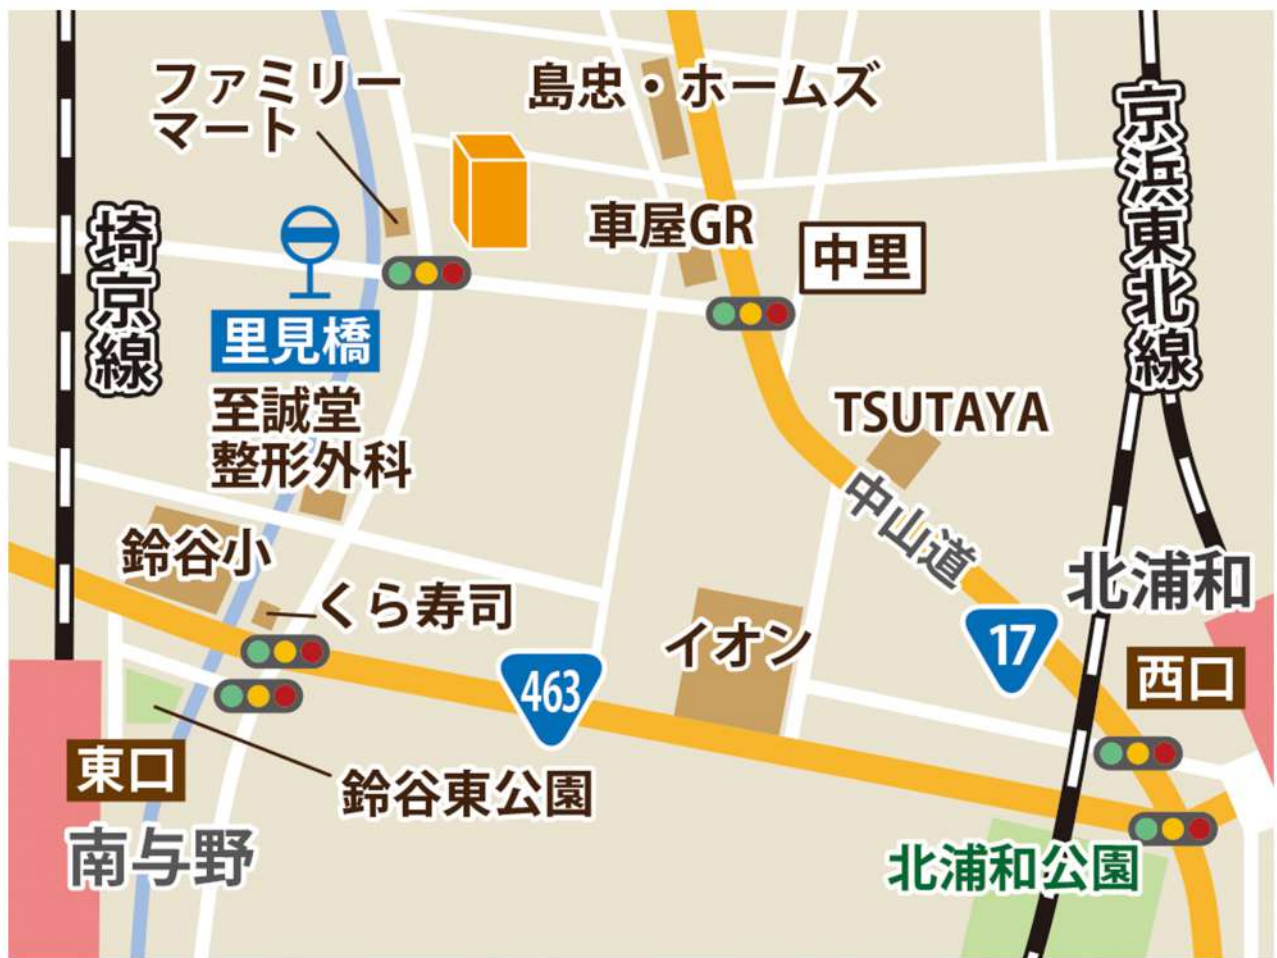 ファミリー
マート
島忠・ホームズ
京浜東北線
埼京線
車屋GR
中里
里見橋
至誠堂
整形外科
TSUTAYA
中山道
鈴谷小
くら寿司
北浦和
イオン
17
463
西口
東口
鈴谷東公園
南与野
北浦和公園